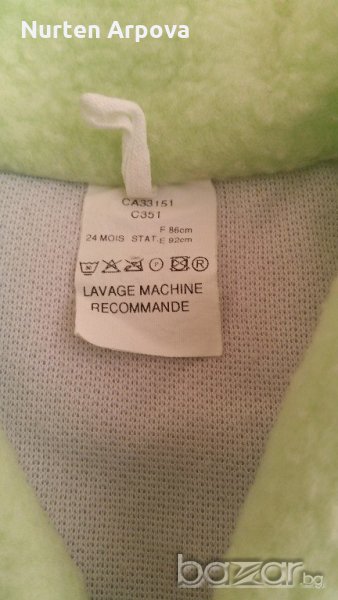 Nurten Arpova
CA33151
C351
F 86cm
24 MOIS STAT. E 92cm
LAVAGE MACHINE
RECOMMANDE
bazar.bg